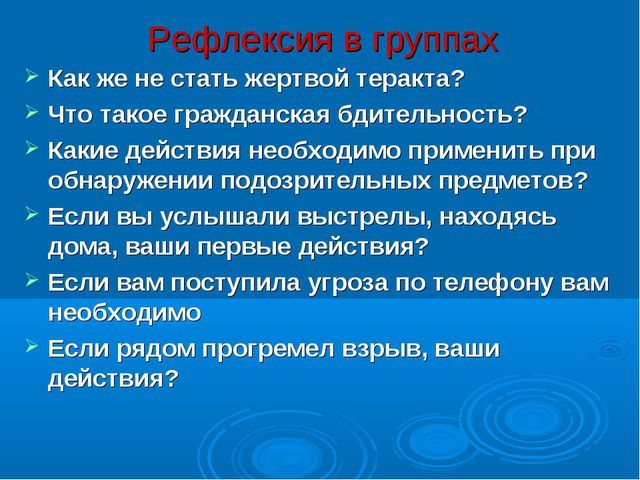 Рефлексия в группах
Как же не стать жертвой теракта?
Что такое гражданская бдительность?
Какие действия необходимо применить при
обнаружении подозрительных предметов?
Если вы услышали выстрелы, находясь
дома, ваши первые действия?
Если вам поступила угроза по телефону вам
необходимо
Если рядом прогремел взрыв, ваши
действия?